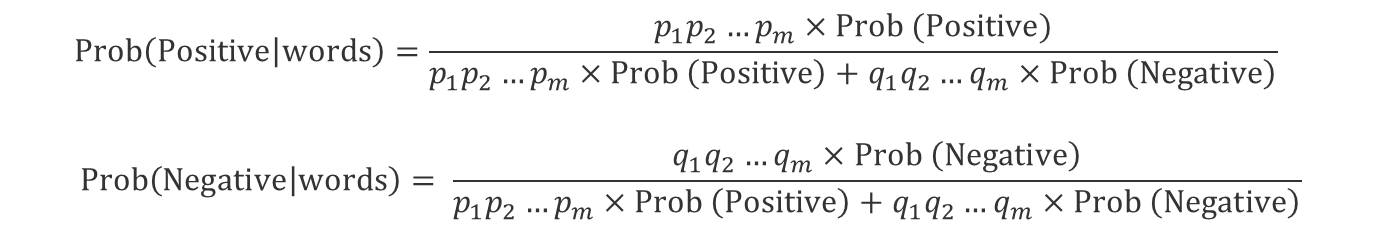 Prob(Positive|words) = p₁p₂ …pₘ × Prob (Positive) / p₁p₂ …pₘ × Prob (Positive) + q₁q₂ … qₘ × Prob (Negative)
Prob(Negative|words) = q₁q₂ … qₘ × Prob (Negative) / p₁p₂ …pₘ × Prob (Positive) + q₁q₂ … qₘ × Prob (Negative)